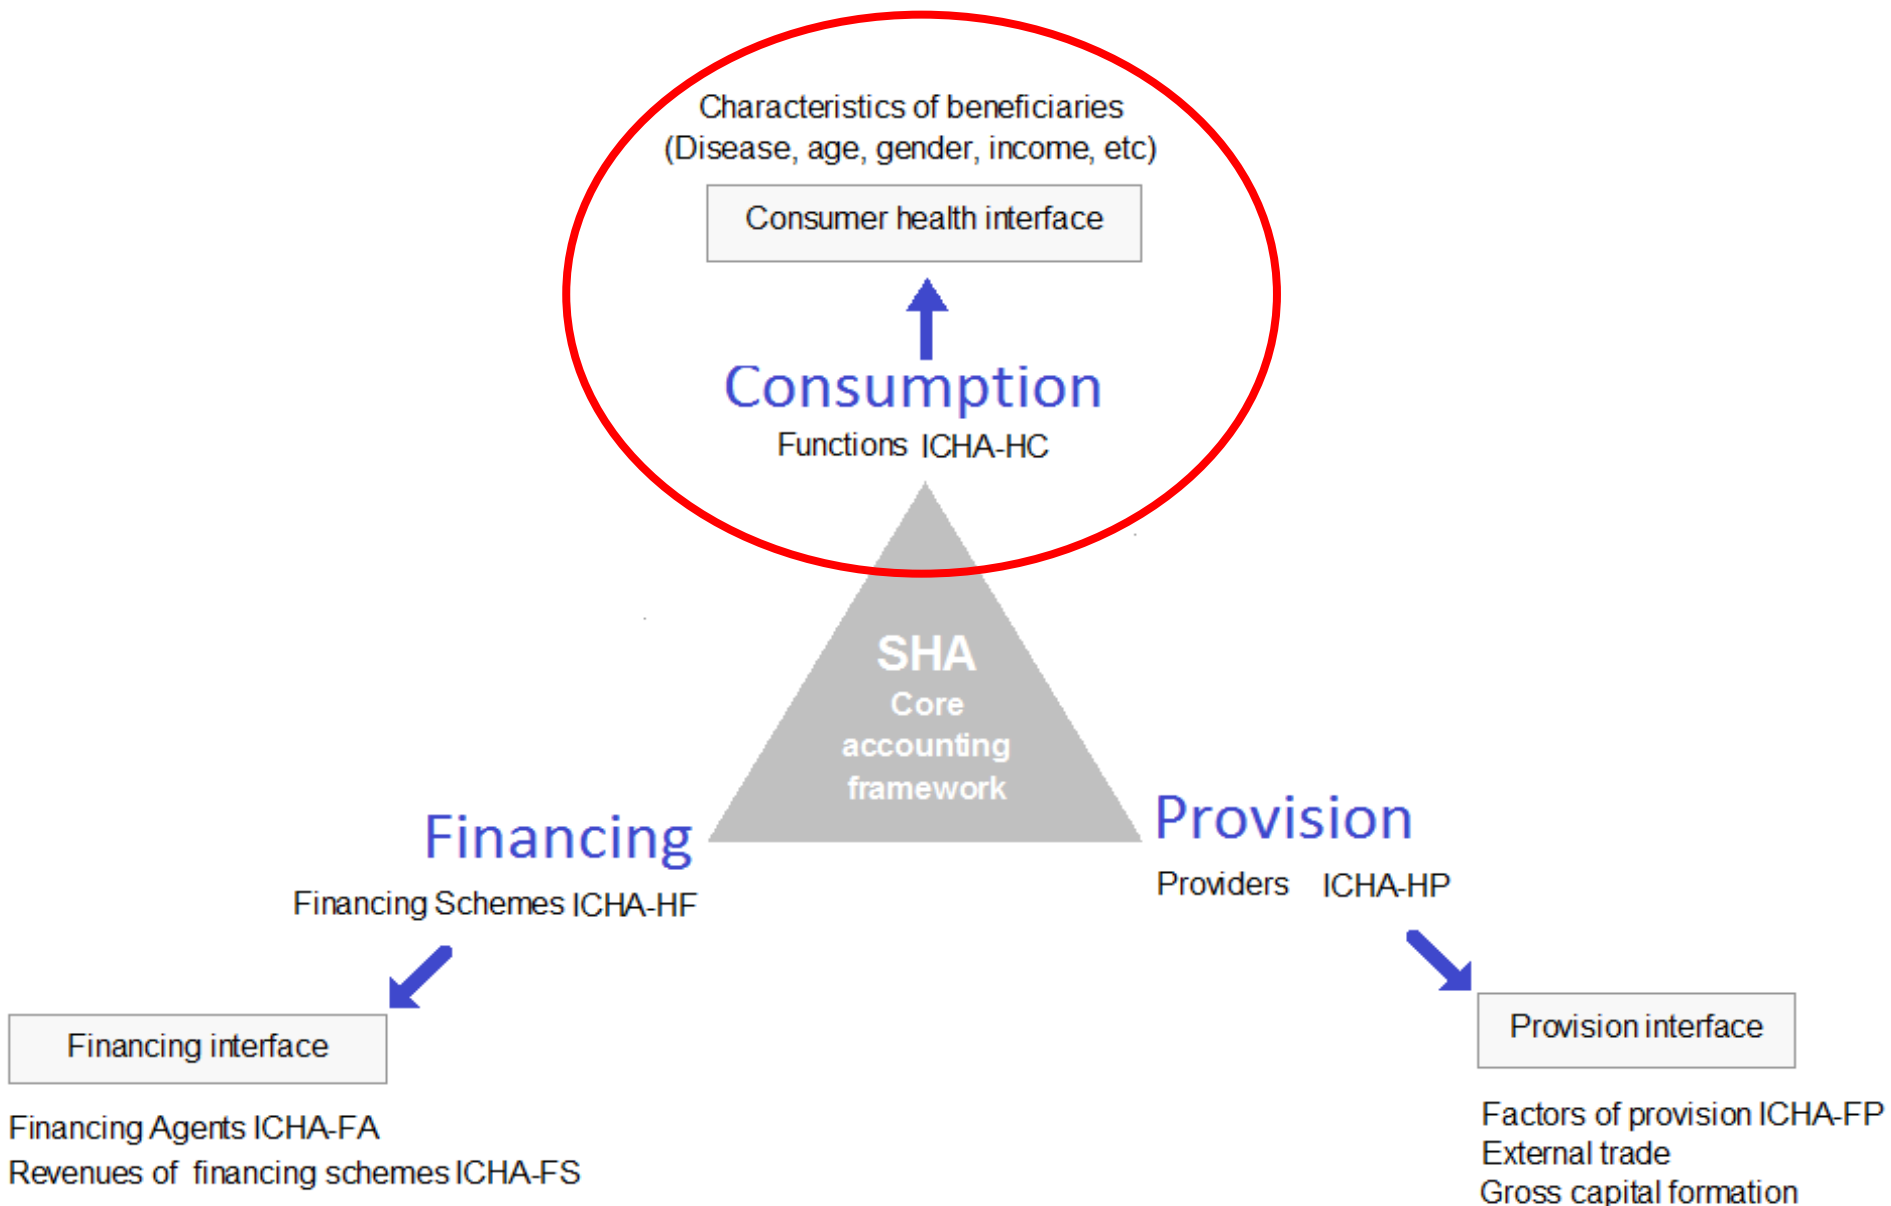 Characteristics of beneficiaries
(Disease, age, gender, income, etc)
Consumer health interface
Consumption
Functions ICHA-HC
SHA
Core
accounting
framework
Financing
Financing Schemes ICHA-HF
Financing interface
Financing Agents ICHA-FA
Revenues of financing schemes ICHA-FS
Provision
Providers ICHA-HP
Provision interface
Factors of provision ICHA-FP
External trade
Gross capital formation